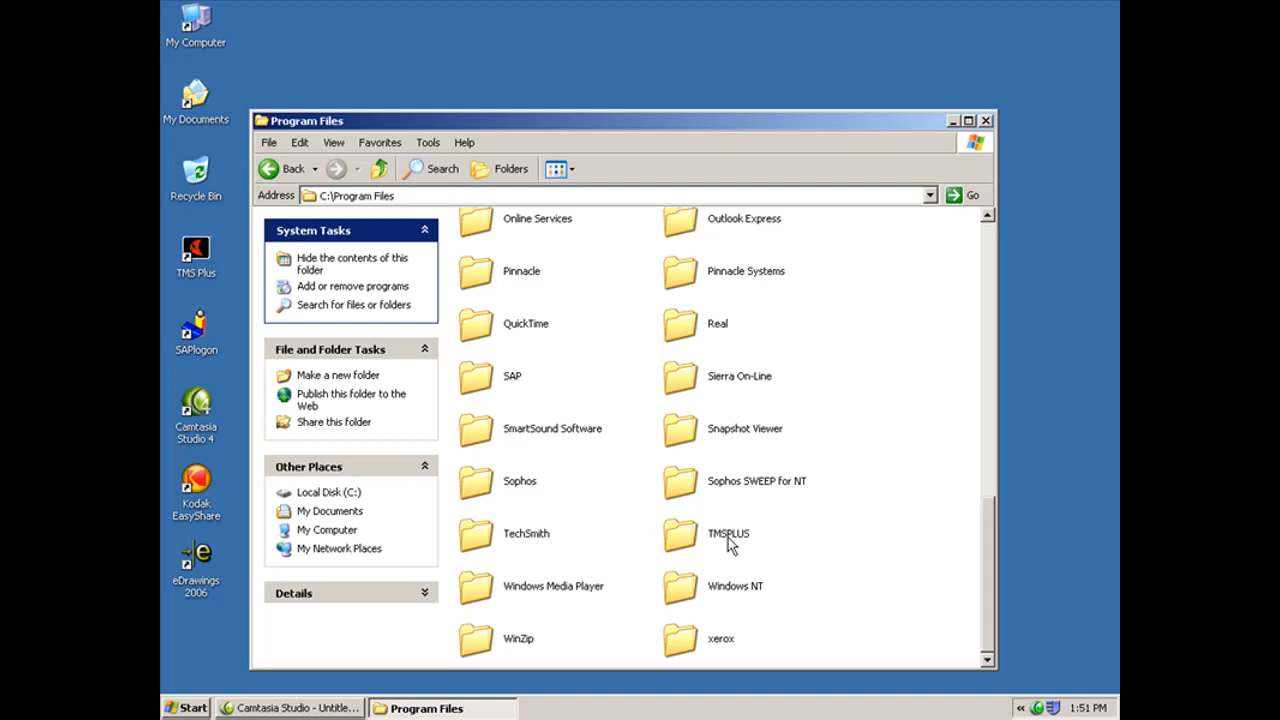 My Computer
My Documents
Recycle Bin
TMS Plus
SAPlogon
Camtasia
Studio 4
Kodak
EasyShare
eDrawings
2006
Program Files
File Edit View Favorites Tools Help
Back Search Folders
Address C:\Program Files Go
System Tasks
Hide the contents of this
folder
Add or remove programs
Search for files or folders
File and Folder Tasks
Make a new folder
Publish this folder to the
Web
Share this folder
Other Places
Local Disk (C:)
My Documents
My Computer
My Network Places
Details
Online Services Outlook Express
Pinnacle Pinnacle Systems
QuickTime Real
SAP Sierra On-Line
SmartSound Software Snapshot Viewer
Sophos Sophos SWEEP for NT
TechSmith TMSPLUS
Windows Media Player Windows NT
WinZip xerox
Start Camtasia Studio - Untitle... Program Files « 1:51 PM